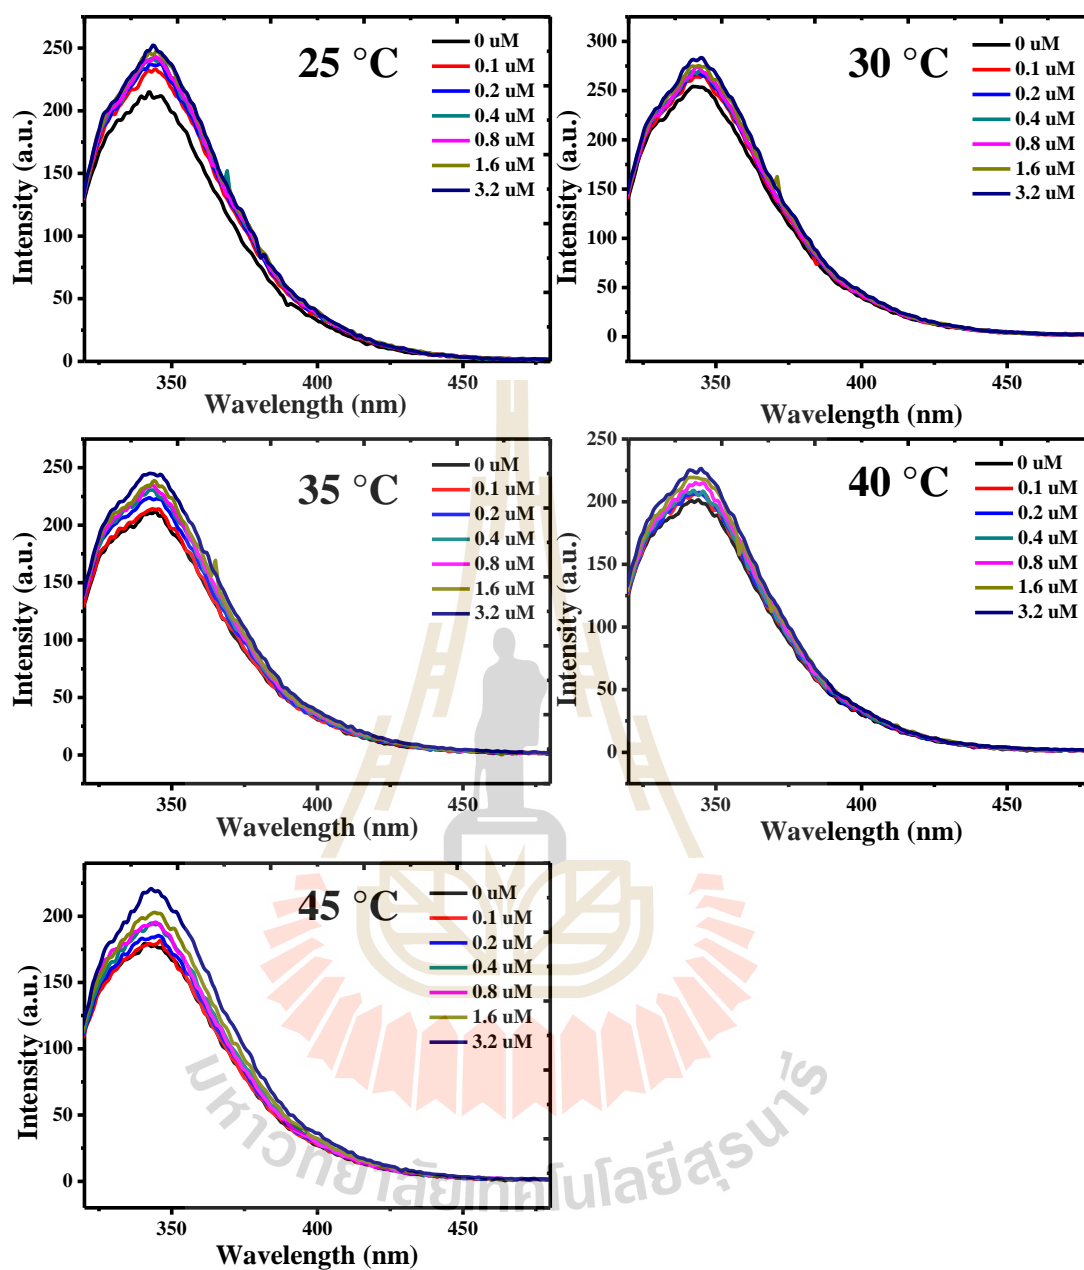 25 °C
0 uM
0.1 uM
0.2 uM
0.4 uM
0.8 uM
1.6 uM
3.2 uM
250
200
150
100
50
0
350
400
450
Intensity (a.u.)
Wavelength (nm)
30 °C
0 uM
0.1 uM
0.2 uM
0.4 uM
0.8 uM
1.6 uM
3.2 uM
300
250
200
150
100
50
0
350
400
450
Intensity (a.u.)
Wavelength (nm)
35 °C
0 uM
0.1 uM
0.2 uM
0.4 uM
0.8 uM
1.6 uM
3.2 uM
250
200
150
100
50
0
350
400
450
Intensity (a.u.)
Wavelength (nm)
40 °C
0 uM
0.1 uM
0.2 uM
0.4 uM
0.8 uM
1.6 uM
3.2 uM
250
200
150
100
50
0
350
400
450
Intensity (a.u.)
Wavelength (nm)
45 °C
0 uM
0.1 uM
0.2 uM
0.4 uM
0.8 uM
1.6 uM
3.2 uM
200
150
100
50
0
350
400
450
Intensity (a.u.)
Wavelength (nm)
มหาวิทยาลัยเทคโนโลยีสุรนารี